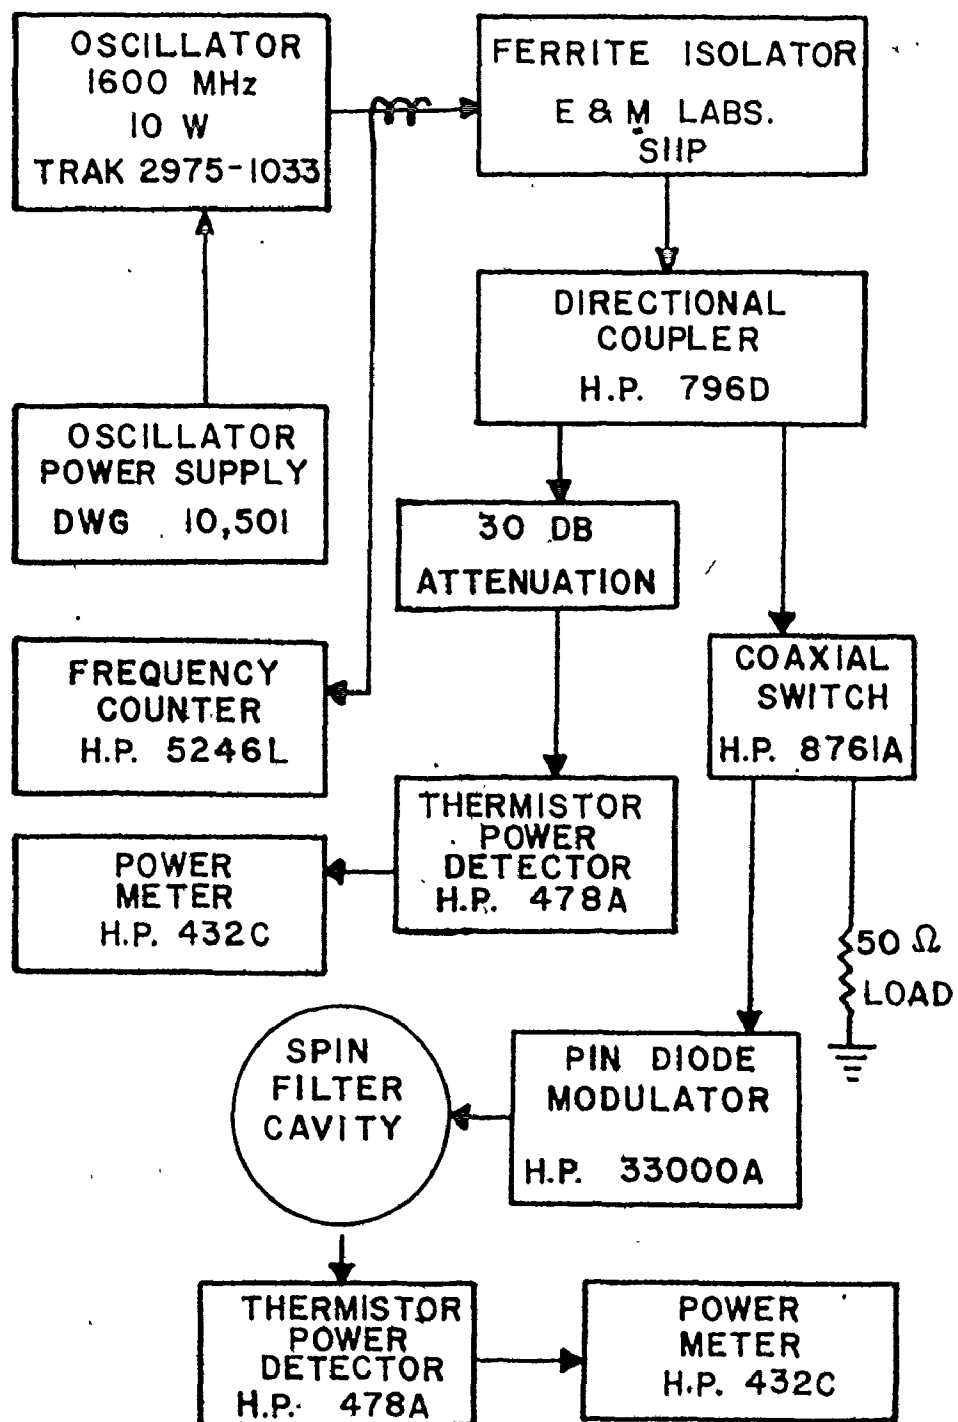 OSCILLATOR
1600 MHz
10 W
TRAK 2975-1033
FERRITE ISOLATOR
E & M LABS.
S11P
DIRECTIONAL
COUPLER
H.P. 796D
OSCILLATOR
POWER SUPPLY
DWG 10,501
30 DB
ATTENUATION
FREQUENCY
COUNTER
H.P. 5246L
COAXIAL
SWITCH
H.P. 8761A
THERMISTOR
POWER
DETECTOR
H.P. 478A
POWER
METER
H.P. 432C
50 Ω
LOAD
SPIN
FILTER
CAVITY
PIN DIODE
MODULATOR
H.P. 33000A
THERMISTOR
POWER
DETECTOR
H.P. 478A
POWER
METER
H.P. 432C